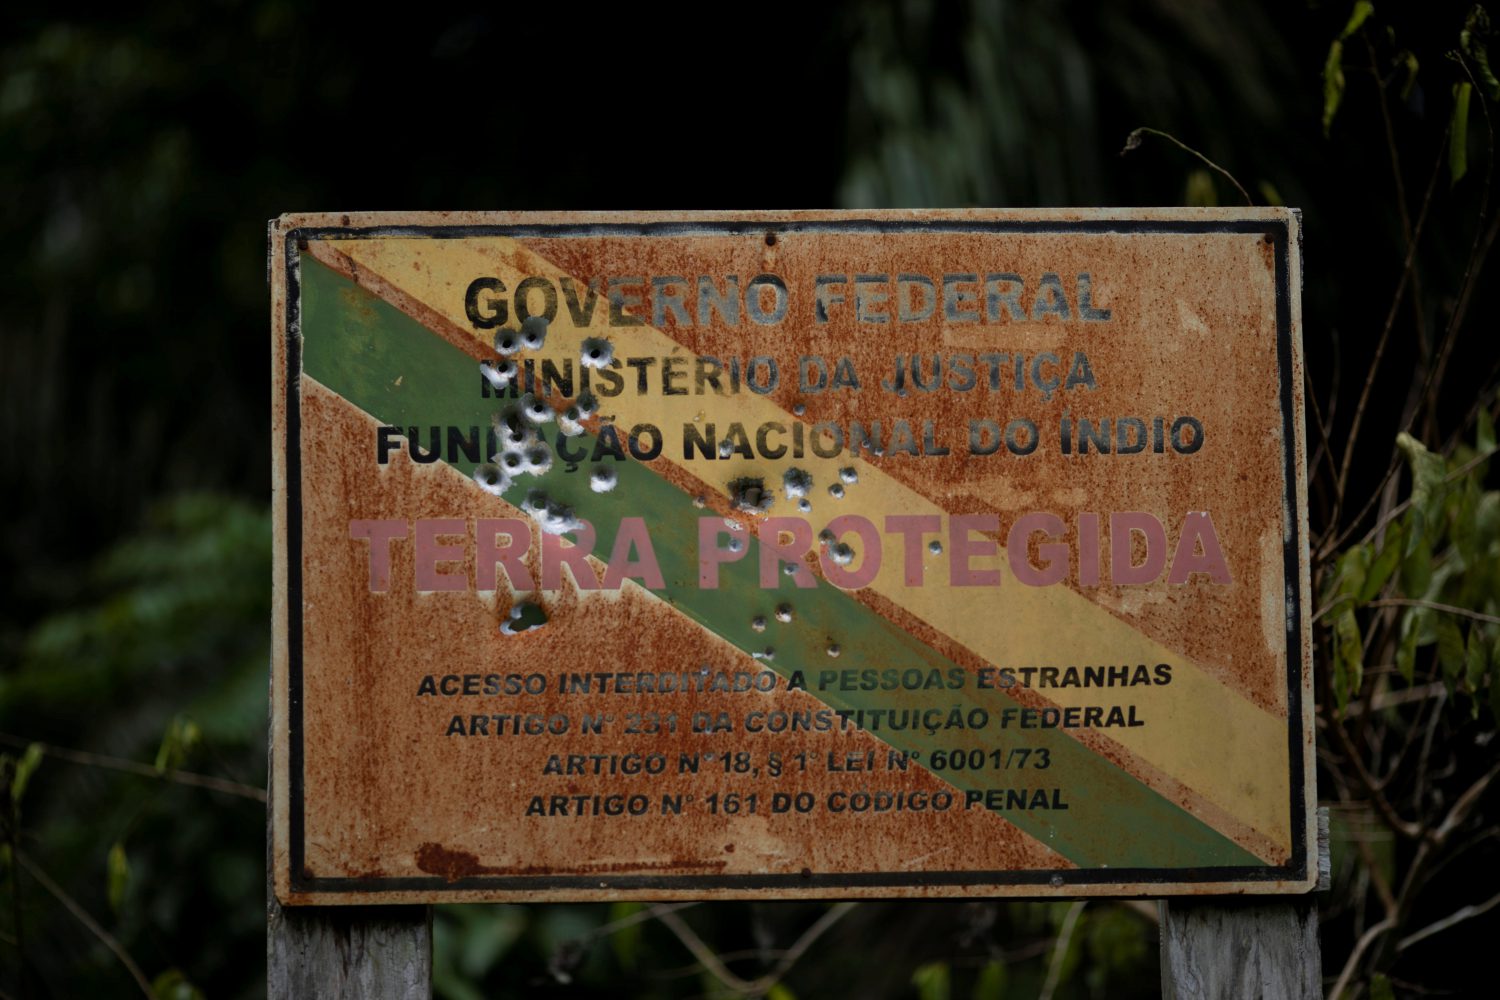 GOVERNO FEDERAL
MINISTÉRIO DA JUSTIÇA
FUNDAÇÃO NACIONAL DO ÍNDIO
TERRA PROTEGIDA
ACESSO INTERDITADO A PESSOAS ESTRANHAS
ARTIGO Nº 231 DA CONSTITUIÇÃO FEDERAL
ARTIGO Nº 18, § 1º LEI Nº 6001/73
ARTIGO Nº 161 DO CÓDIGO PENAL